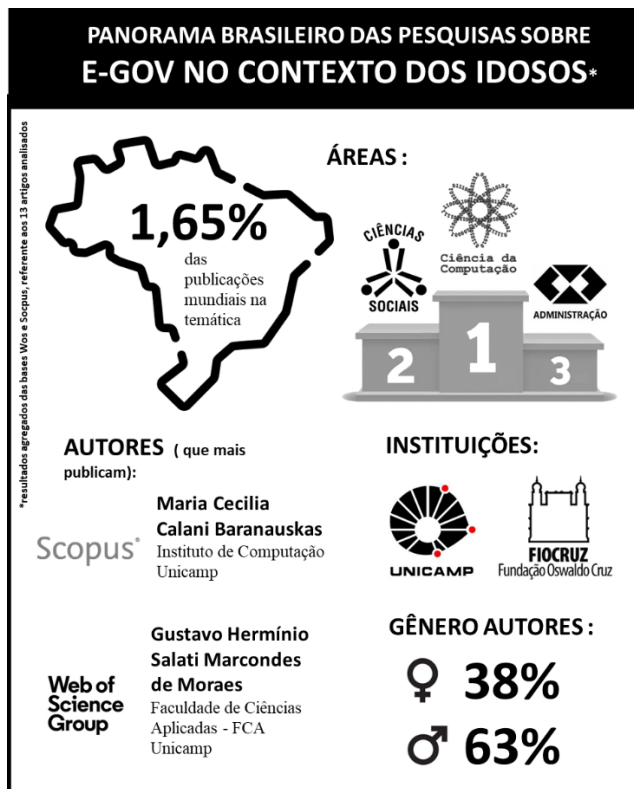 PANORAMA BRASILEIRO DAS PESQUISAS SOBRE
E-GOV NO CONTEXTO DOS IDOSOS*
*resultados agregados das bases Wos e Socpus, referente aos 13 artigos analisados
1,65%
das
publicações
mundiais na
temática
ÁREAS :
CIÊNCIAS
SOCIAIS
Ciência da
Computação
ADMINISTRAÇÃO
2
1
3
AUTORES ( que mais
publicam):
Scopus®
Maria Cecilia
Calani Baranauskas
Instituto de Computação
Unicamp
Web of
Science
Group
Gustavo Hermínio
Salati Marcondes
de Moraes
Faculdade de Ciências
Aplicadas - FCA
Unicamp
INSTITUIÇÕES:
UNICAMP
FIOCRUZ
Fundação Oswaldo Cruz
GÊNERO AUTORES :
♀ 38%
♂ 63%